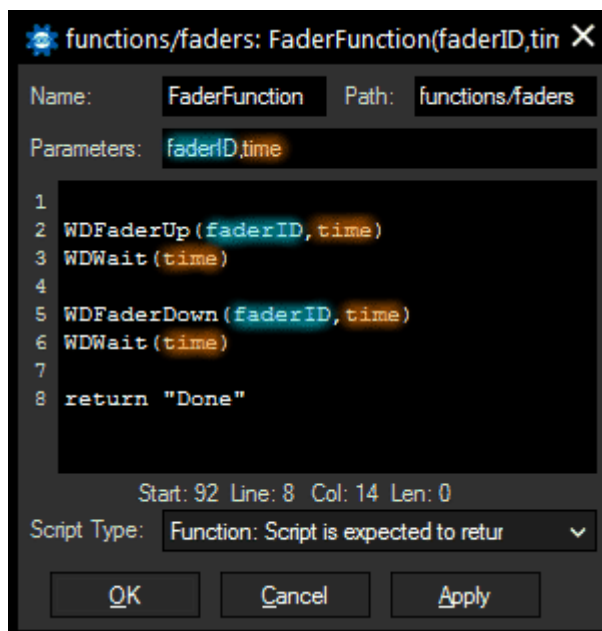 functions/faders: FaderFunction(faderID,tin
Name: FaderFunction Path: functions/faders
Parameters: faderID,time
1
2 WDFaderUp(faderID,time)
3 WDWait(time)
4
5 WDFaderDown(faderID,time)
6 WDWait(time)
7
8 return "Done"
Start: 92 Line: 8 Col: 14 Len: 0
Script Type: Function: Script is expected to retur
OK Cancel Apply